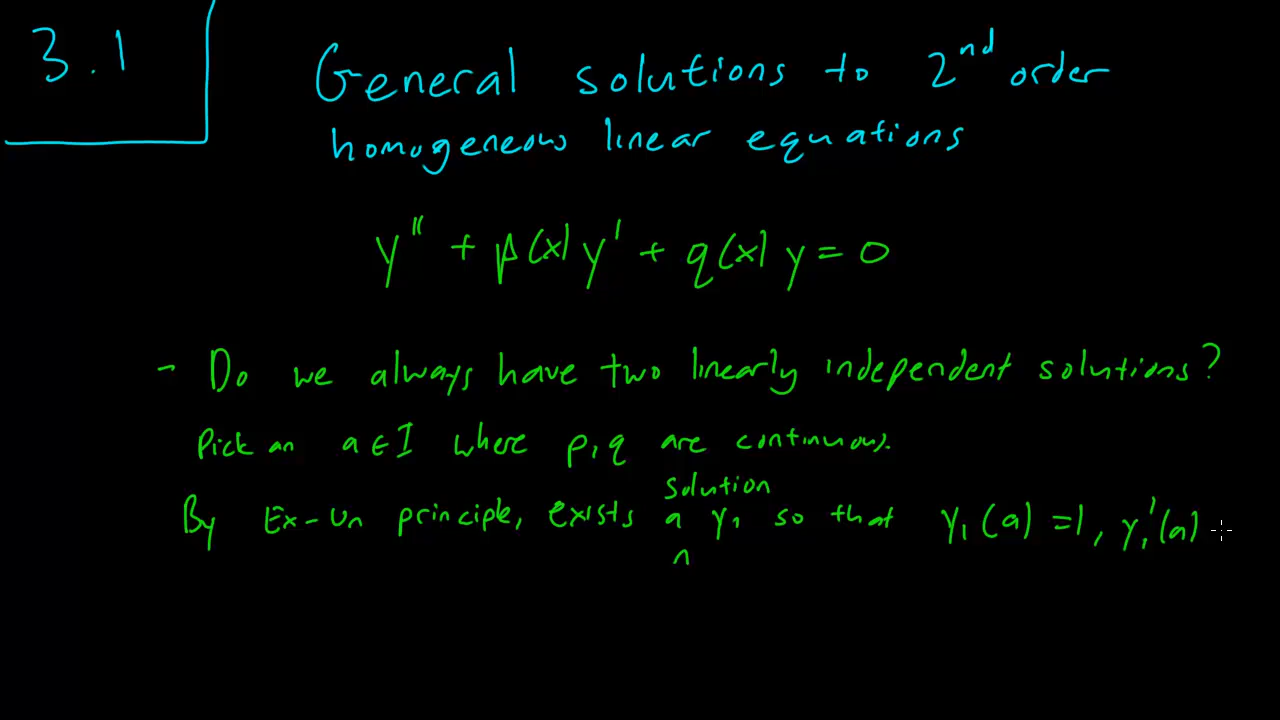 3.1
General solutions to 2nd order
homogeneous linear equations
y'' + p(x) y' + q(x) y = 0
- Do we always have two linearly independent solutions?
Pick an a ∈ I where p, q are continuous.
solution
By Ex-Un principle, exists a y₁ so that y₁(a) = 1, y₁'(a)
^